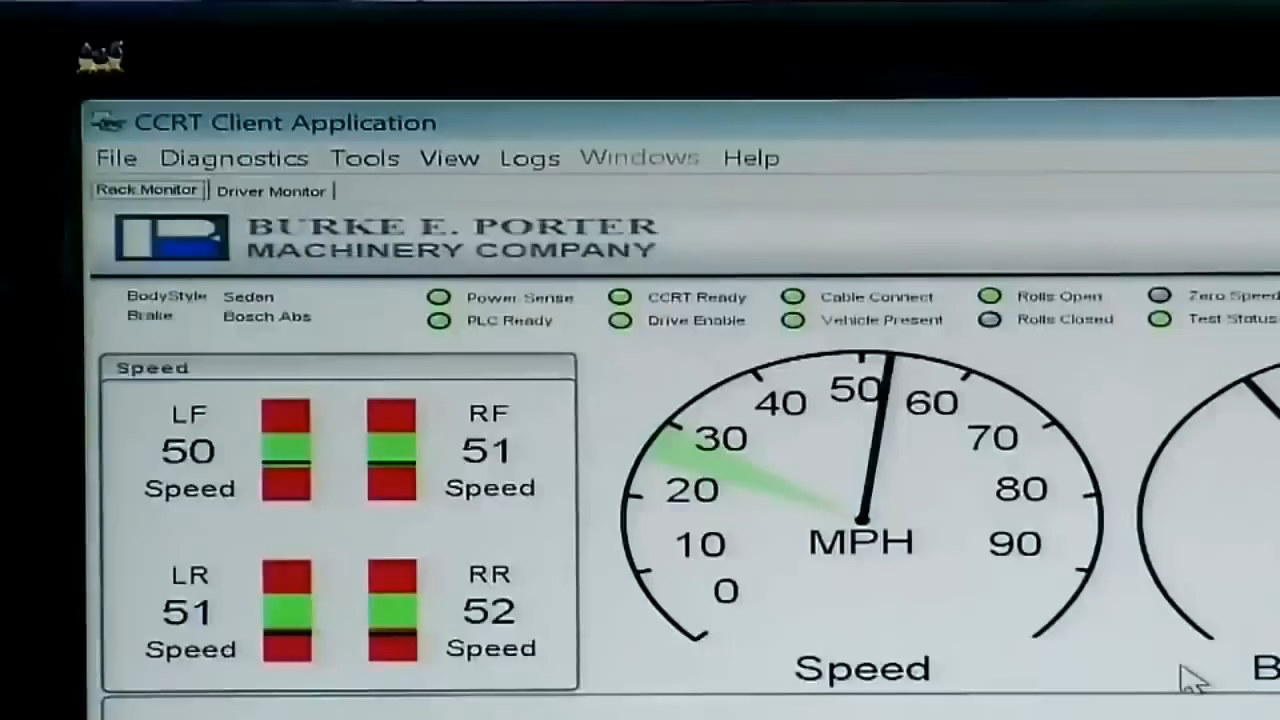 CCRT Client Application
File Diagnostics Tools View Logs Windows Help
Rack Monitor Driver Monitor
BURKE E. PORTER
MACHINERY COMPANY
BodyStyle Sedan Power Sense CCRT Ready Cable Connect Rolls Open Zero Speed
Brake Bosch Abs PLC Ready Drive Enable Vehicle Present Rolls Closed Test Status
Speed
LF RF
50 51
Speed Speed
LR RR
51 52
Speed Speed
0 10 20 30 40 50 60 70 80 90
MPH
Speed
B